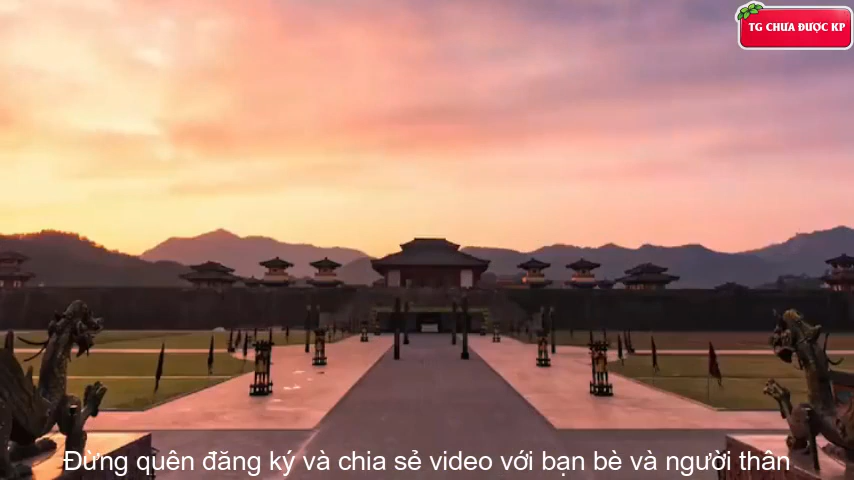 TG CHƯA ĐƯỢC KP
Đừng quên đăng ký và chia sẻ video với bạn bè và người thân